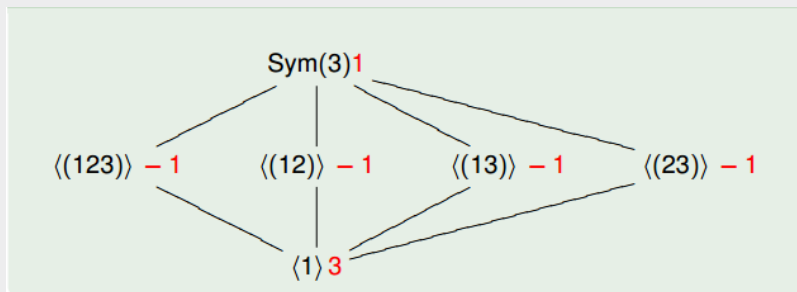 Sym(3)1
⟨(123)⟩ − 1 ⟨(12)⟩ − 1 ⟨(13)⟩ − 1 ⟨(23)⟩ − 1
⟨1⟩3